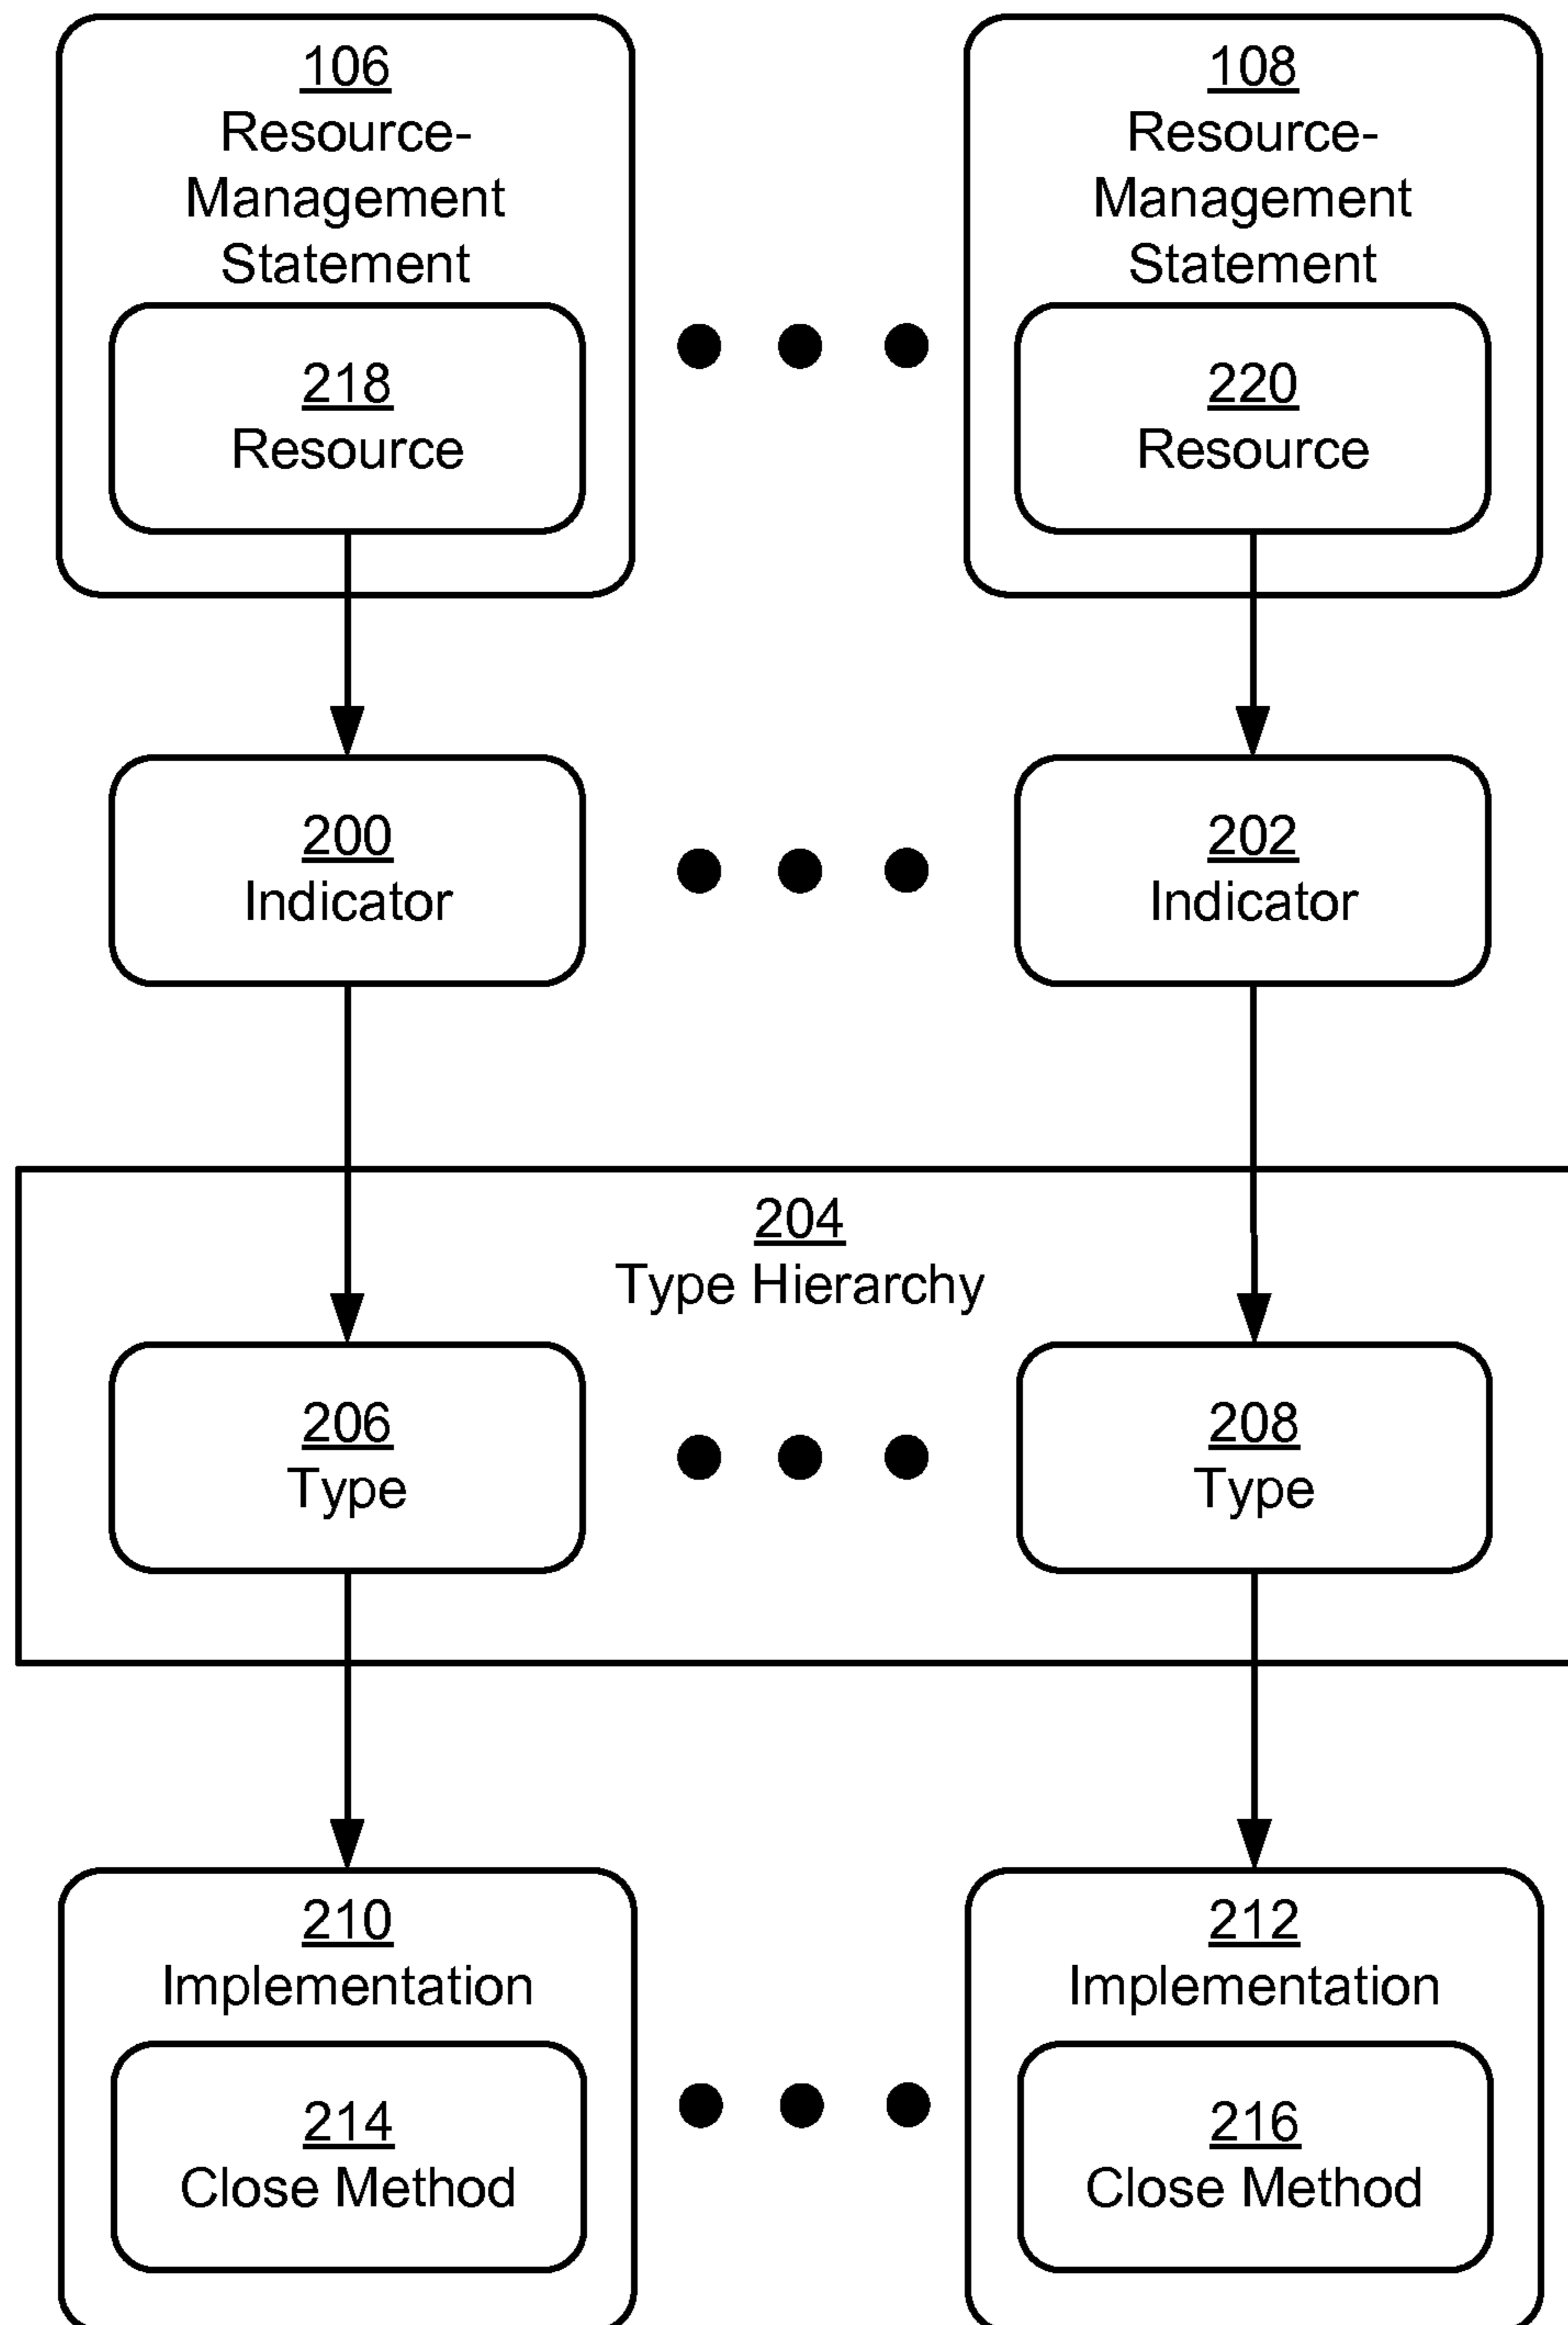 106
Resource-
Management
Statement
218
Resource
108
Resource-
Management
Statement
220
Resource
200
Indicator
202
Indicator
204
Type Hierarchy
206
Type
208
Type
210
Implementation
214
Close Method
212
Implementation
216
Close Method